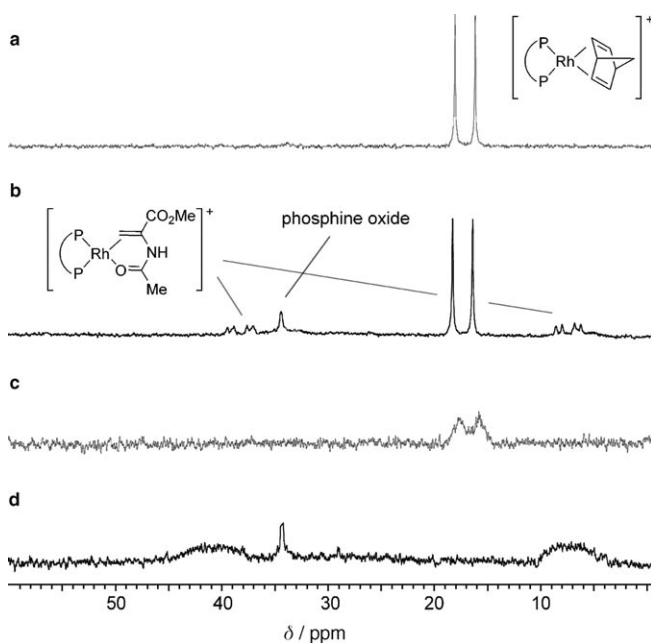 a
P
P
Rh
+
b
P
P
Rh
CO₂Me
NH
O
Me
+
phosphine oxide
c
d
50 40 30 20 10
δ / ppm